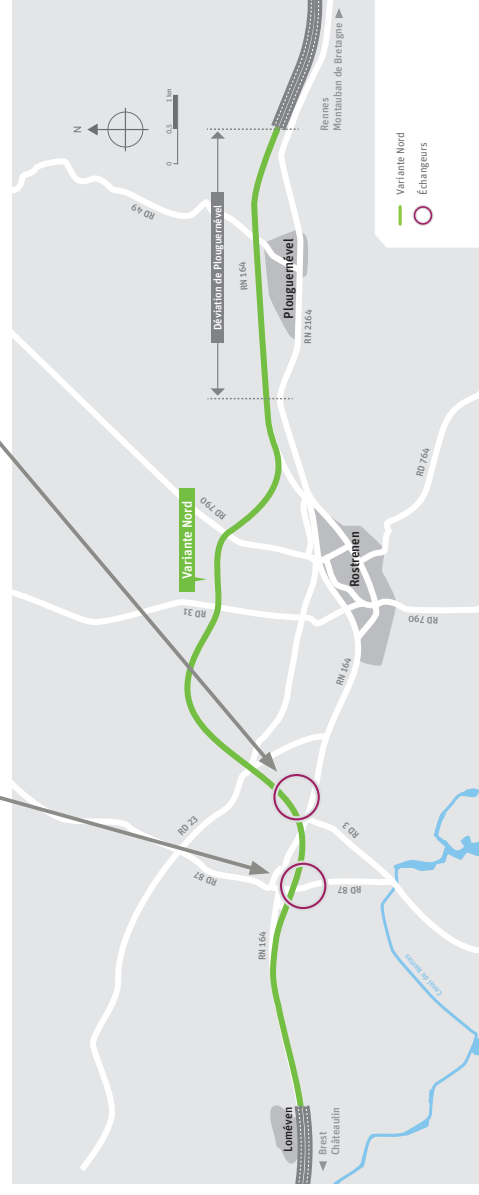 N
0
0.5
1 km
Rennes
Montauban de Bretagne
Variante Nord
Échangeurs
RD 49
Déviation de Plouguernével
RN 164
Plouguernével
RN 2164
Variante Nord
RD 790
RD 764
Rostrenen
RD 31
RD 790
RN 164
RD 23
RD 3
RD 87
RD 87
RN 164
Canal de Nantes
Loméven
Brest
Châteaulin